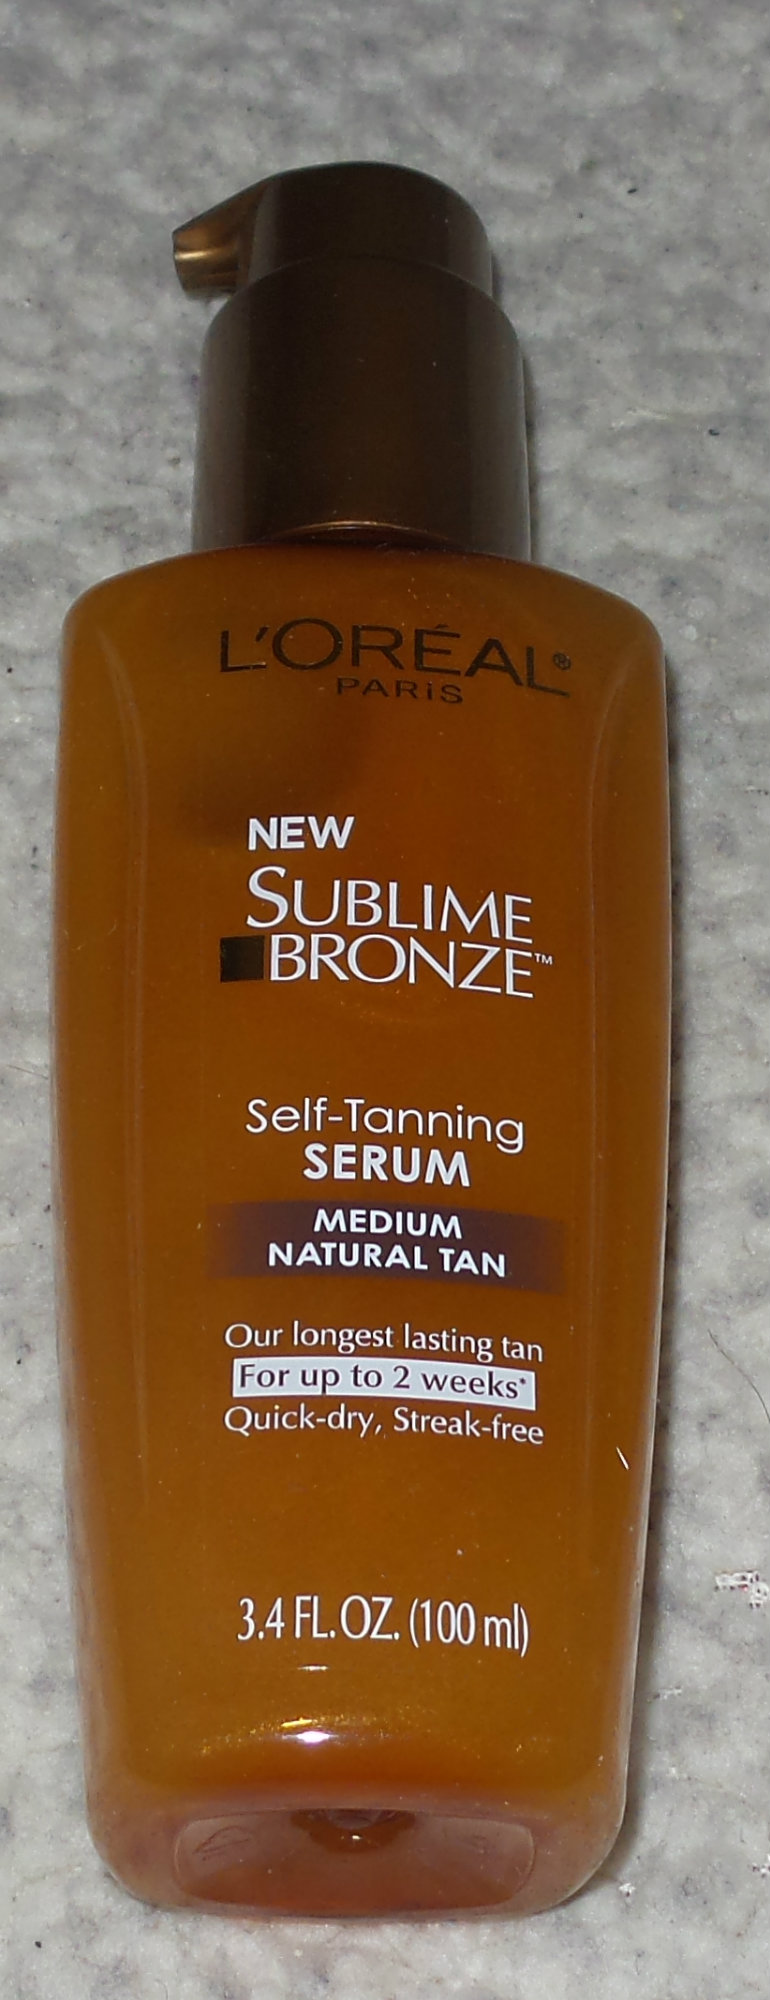 L'ORÉAL®
PARIS
NEW
SUBLIME
BRONZE™
Self-Tanning
SERUM
MEDIUM
NATURAL TAN
Our longest lasting tan
For up to 2 weeks*
Quick-dry, Streak-free
3.4 FL.OZ. (100 ml)